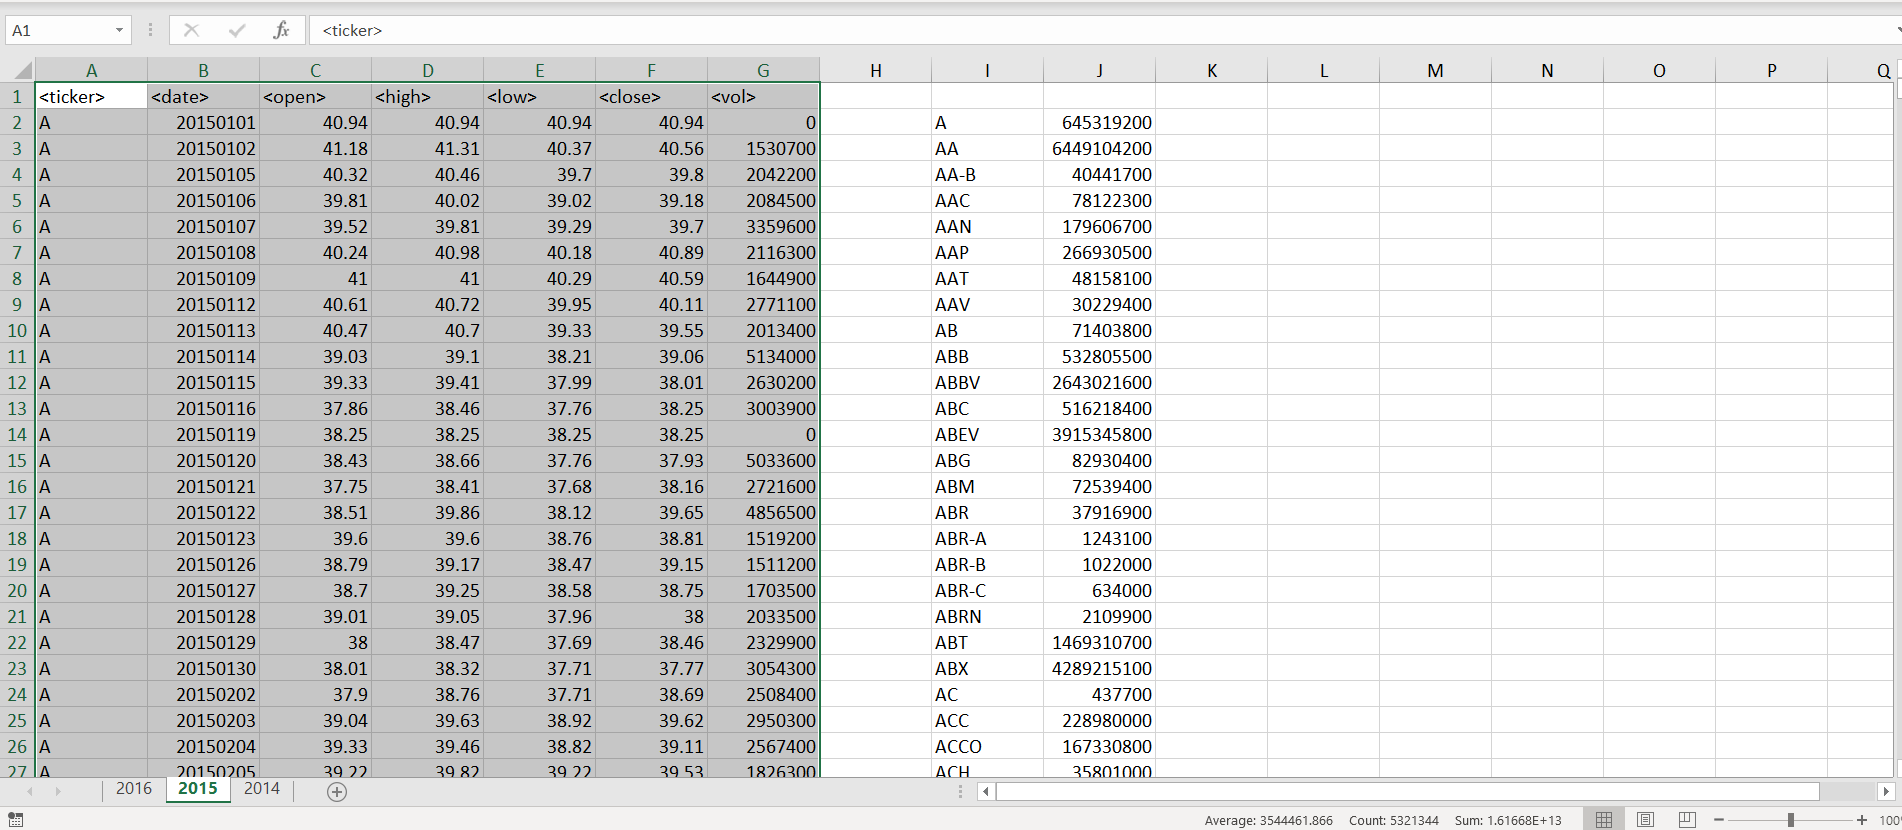 A1 fx <ticker>
A B C D E F G H I J K L M N O P Q
1 <ticker> <date> <open> <high> <low> <close> <vol>
2 A 20150101 40.94 40.94 40.94 40.94 0 A 645319200
3 A 20150102 41.18 41.31 40.37 40.56 1530700 AA 6449104200
4 A 20150105 40.32 40.46 39.7 39.8 2042200 AA-B 40441700
5 A 20150106 39.81 40.02 39.02 39.18 2084500 AAC 78122300
6 A 20150107 39.52 39.81 39.29 39.7 3359600 AAN 179606700
7 A 20150108 40.24 40.98 40.18 40.89 2116300 AAP 266930500
8 A 20150109 41 41 40.29 40.59 1644900 AAT 48158100
9 A 20150112 40.61 40.72 39.95 40.11 2771100 AAV 30229400
10 A 20150113 40.47 40.7 39.33 39.55 2013400 AB 71403800
11 A 20150114 39.03 39.1 38.21 39.06 5134000 ABB 532805500
12 A 20150115 39.33 39.41 37.99 38.01 2630200 ABBV 2643021600
13 A 20150116 37.86 38.46 37.76 38.25 3003900 ABC 516218400
14 A 20150119 38.25 38.25 38.25 38.25 0 ABEV 3915345800
15 A 20150120 38.43 38.66 37.76 37.93 5033600 ABG 82930400
16 A 20150121 37.75 38.41 37.68 38.16 2721600 ABM 72539400
17 A 20150122 38.51 39.86 38.12 39.65 4856500 ABR 37916900
18 A 20150123 39.6 39.6 38.76 38.81 1519200 ABR-A 1243100
19 A 20150126 38.79 39.17 38.47 39.15 1511200 ABR-B 1022000
20 A 20150127 38.7 39.25 38.58 38.75 1703500 ABR-C 634000
21 A 20150128 39.01 39.05 37.96 38 2033500 ABRN 2109900
22 A 20150129 38 38.47 37.69 38.46 2329900 ABT 1469310700
23 A 20150130 38.01 38.32 37.71 37.77 3054300 ABX 4289215100
24 A 20150202 37.9 38.76 37.71 38.69 2508400 AC 437700
25 A 20150203 39.04 39.63 38.92 39.62 2950300 ACC 228980000
26 A 20150204 39.33 39.46 38.82 39.11 2567400 ACCO 167330800
27 A 20150205 39.22 39.82 39.22 39.53 1826300 ACH 35801000
2016 2015 2014
Average: 3544461.866 Count: 5321344 Sum: 1.61668E+13 100